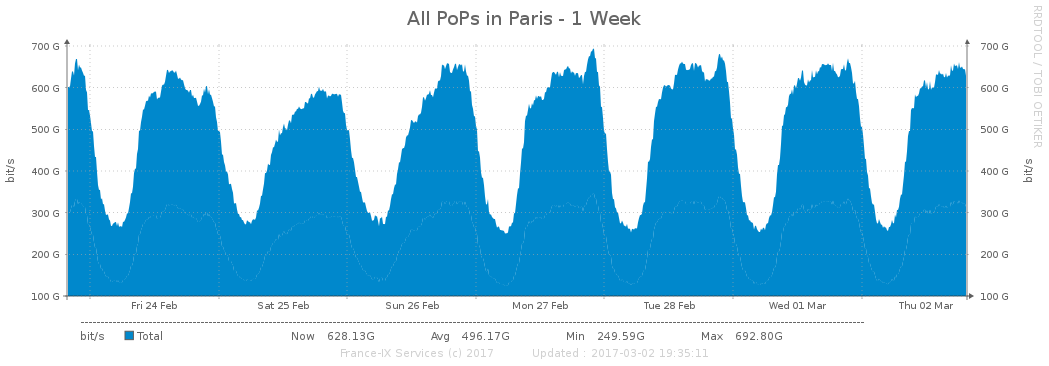 All PoPs in Paris - 1 Week
RRDTOOL / TOBI OETIKER
700 G 700 G
600 G 600 G
500 G 500 G
400 G 400 G
300 G 300 G
200 G 200 G
100 G 100 G
bit/s
bit/s
Fri 24 Feb Sat 25 Feb Sun 26 Feb Mon 27 Feb Tue 28 Feb Wed 01 Mar Thu 02 Mar
bit/s Total Now 628.13G Avg 496.17G Min 249.59G Max 692.80G
France-IX Services (c) 2017 Updated : 2017-03-02 19:35:11